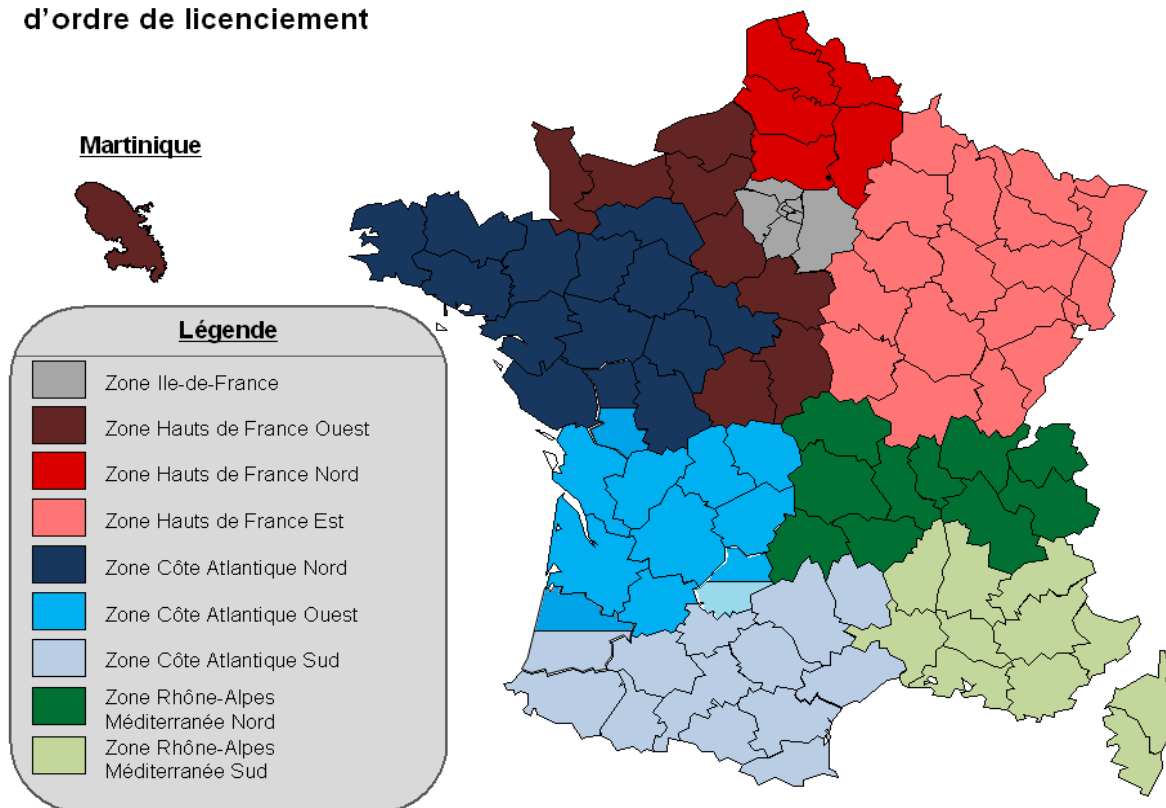 d'ordre de licenciement
Martinique
Légende
Zone Ile-de-France
Zone Hauts de France Ouest
Zone Hauts de France Nord
Zone Hauts de France Est
Zone Côte Atlantique Nord
Zone Côte Atlantique Ouest
Zone Côte Atlantique Sud
Zone Rhône-Alpes
Méditerranée Nord
Zone Rhône-Alpes
Méditerranée Sud